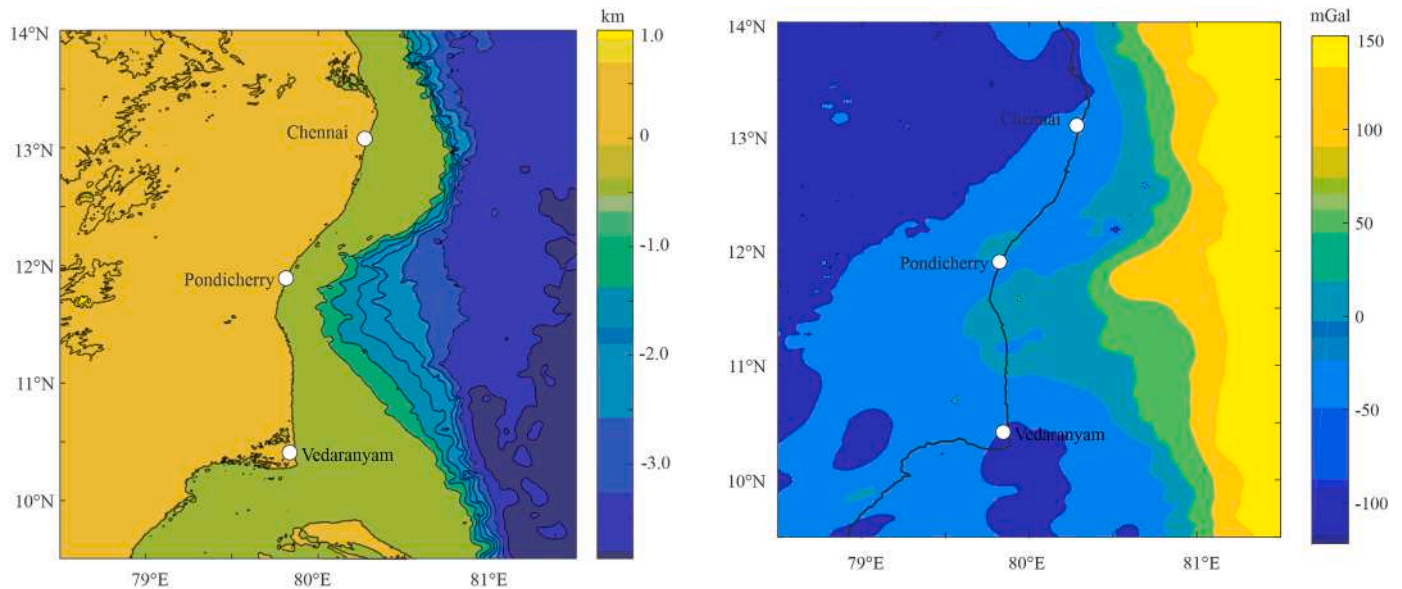 km
14°N
13°N
12°N
11°N
10°N
79°E
80°E
81°E
Chennai
Pondicherry
Vedaranyam
1.0
0
-1.0
-2.0
-3.0
mGal
14°N
13°N
12°N
11°N
10°N
79°E
80°E
81°E
Chennai
Pondicherry
Vedaranyam
150
100
50
0
-50
-100